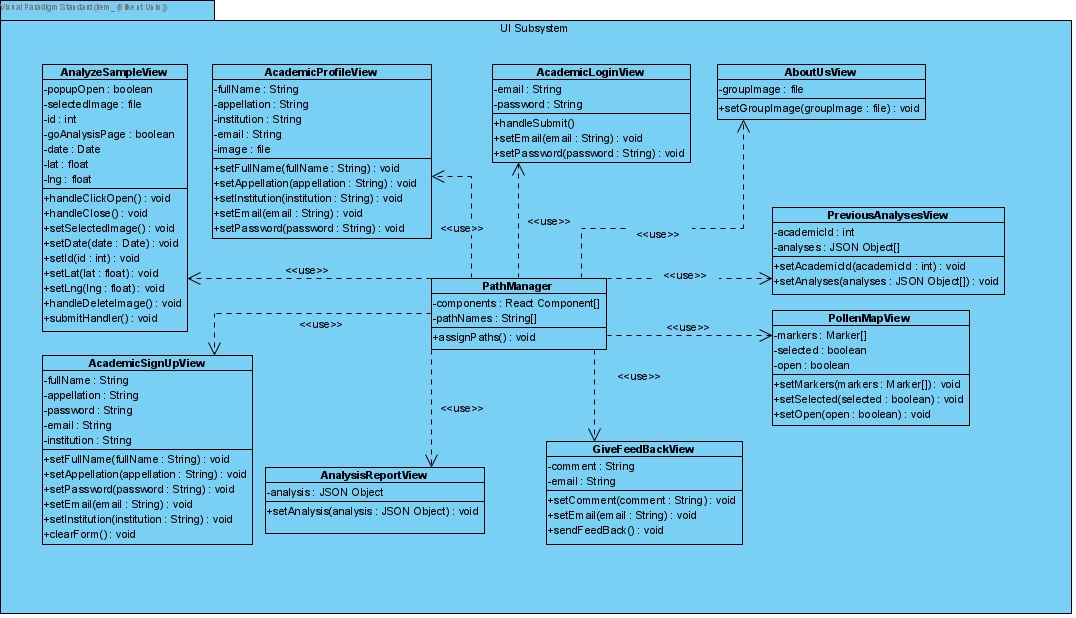 Visual Paradigm Standard (Irem_ (Bilkent Univ.))
UI Subsystem
AnalyzeSampleView
-popupOpen : boolean
-selectedImage : file
-id : int
-goAnalysisPage : boolean
-date : Date
-lat : float
-lng : float
+handleClickOpen() : void
+handleClose() : void
+setSelectedImage() : void
+setDate(date : Date) : void
+setId(id : int) : void
+setLat(lat : float) : void
+setLng(lng : float) : void
+handleDeleteImage() : void
+submitHandler() : void
AcademicProfileView
-fullName : String
-appellation : String
-institution : String
-email : String
-image : file
+setFullName(fullName : String) : void
+setAppellation(appellation : String) : void
+setInstitution(institution : String) : void
+setEmail(email : String) : void
+setPassword(password : String) : void
AcademicLoginView
-email : String
-password : String
+handleSubmit()
+setEmail(email : String) : void
+setPassword(password : String) : void
AboutUsView
-groupImage : file
+setGroupImage(groupImage : file) : void
PreviousAnalysesView
-academicId : int
-analyses : JSON Object[]
+setAcademicId(academicId : int) : void
+setAnalyses(analyses : JSON Object[]) : void
<<use>>
<<use>>
<<use>>
<<use>>
<<use>>
PathManager
-components : React Component[]
-pathNames : String[]
+assignPaths() : void
<<use>>
<<use>>
<<use>>
<<use>>
PollenMapView
-markers : Marker[]
-selected : boolean
-open : boolean
+setMarkers(markers : Marker[]) : void
+setSelected(selected : boolean) : void
+setOpen(open : boolean) : void
AcademicSignUpView
-fullName : String
-appellation : String
-password : String
-email : String
-institution : String
+setFullName(fullName : String) : void
+setAppellation(appellation : String) : void
+setPassword(password : String) : void
+setEmail(email : String) : void
+setInstitution(institution : String) : void
+clearForm() : void
AnalysisReportView
-analysis : JSON Object
+setAnalysis(analysis : JSON Object) : void
GiveFeedBackView
-comment : String
-email : String
+setComment(comment : String) : void
+setEmail(email : String) : void
+sendFeedBack() : void